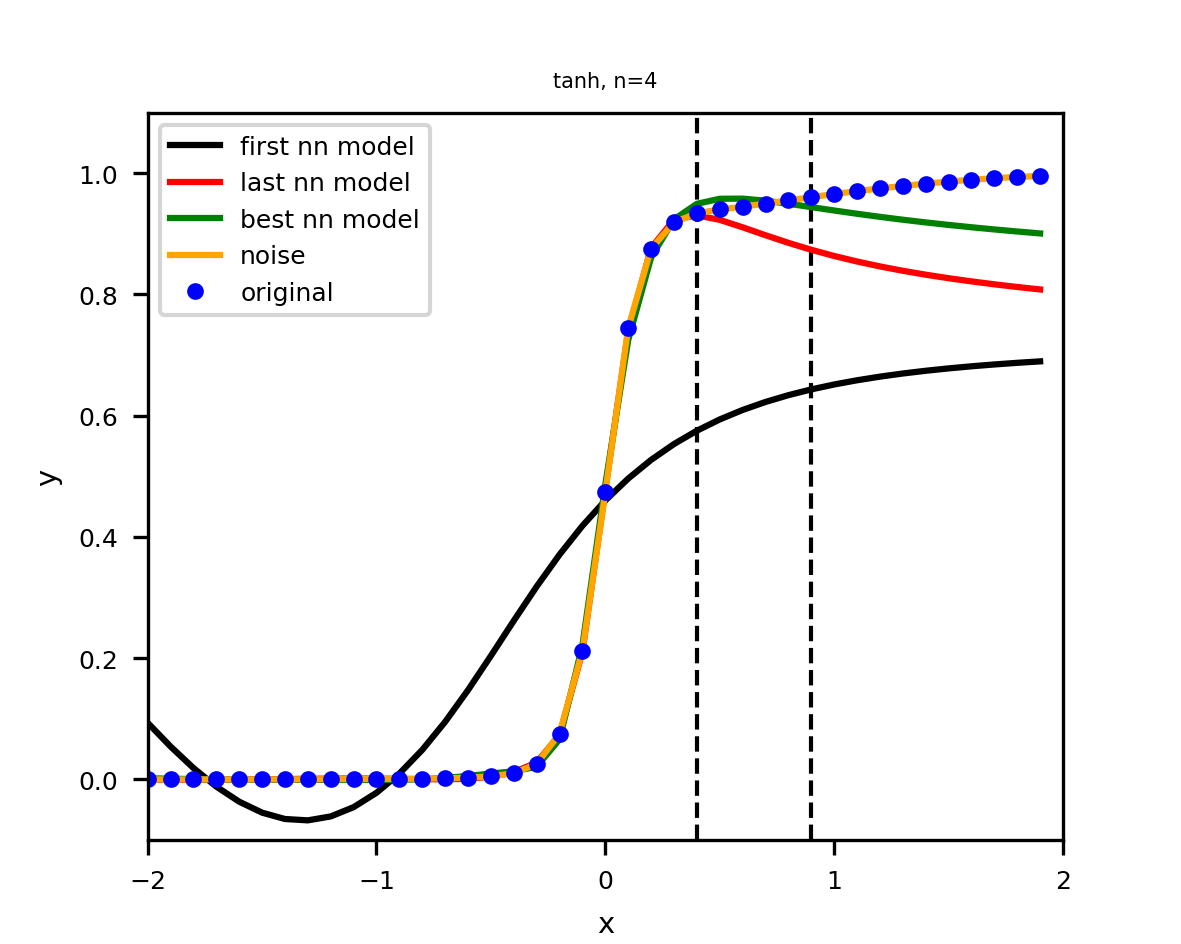 tanh, n=4
first nn model
last nn model
best nn model
noise
original
1.0
0.8
0.6
0.4
0.2
0.0
y
−2
−1
0
1
2
x